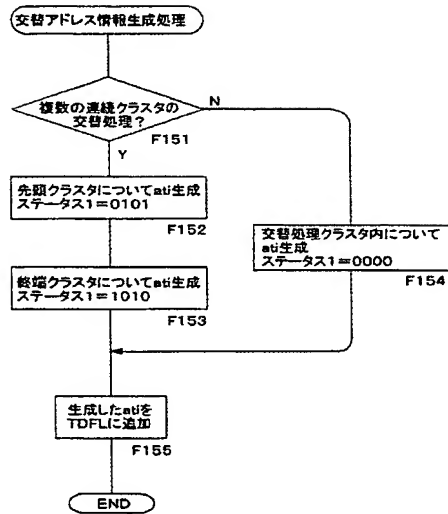 交替アドレス情報生成処理
複数の連続クラスタの
交替処理？
N
F151
Y
先頭クラスタについてati生成
ステータス1=0101
F152
交替処理クラスタ内について
ati生成
ステータス1=0000
F154
終端クラスタについてati生成
ステータス1=1010
F153
生成したatiを
TDFLに追加
F155
END